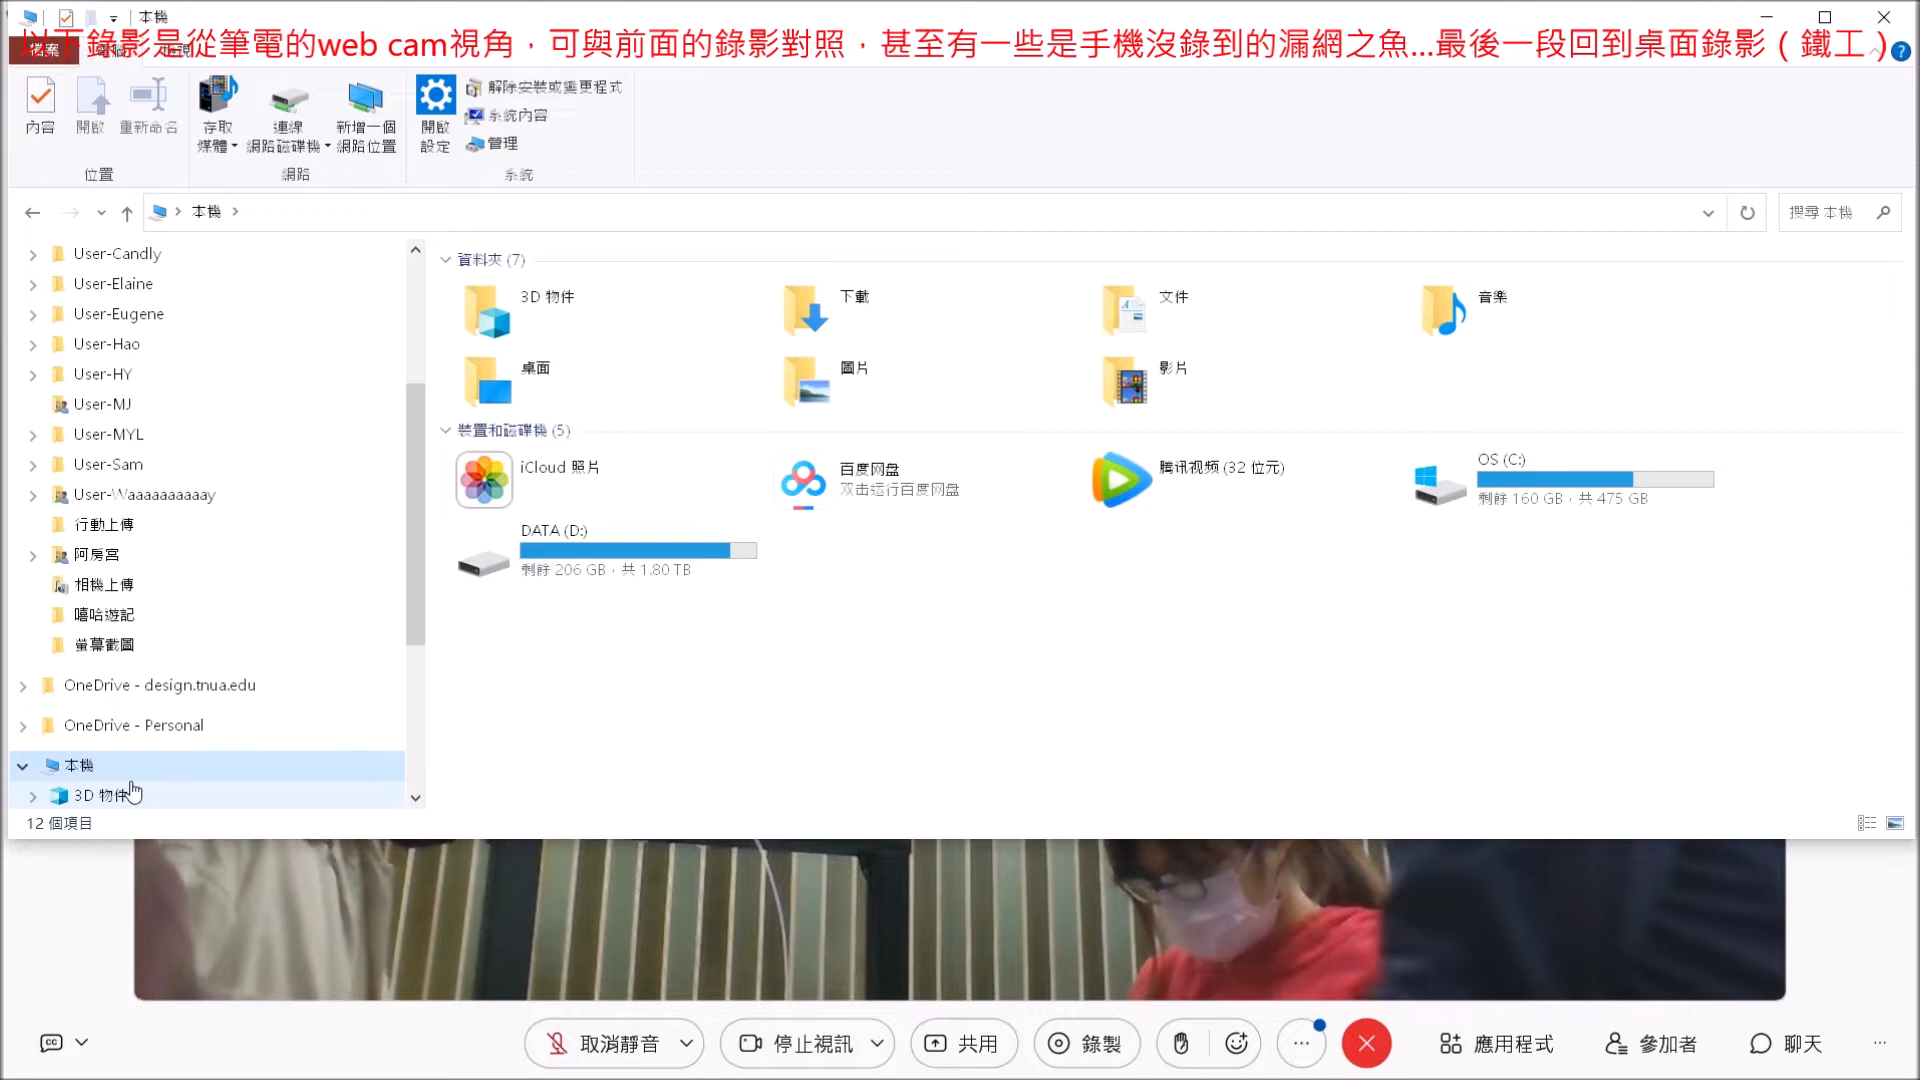 本機
以下錄影是從筆電的web cam視角，可與前面的錄影對照，甚至有一些是手機沒錄到的漏網之魚...最後一段回到桌面錄影（鐵工）
檔案
內容
開啟
重新命名
存取
媒體
連線
網路磁碟機
新增一個
網路位置
開啟
設定
解除安裝或變更程式
系統內容
管理
位置
網路
系統
本機
搜尋 本機
User-Candly
User-Elaine
User-Eugene
User-Hao
User-HY
User-MJ
User-MYL
User-Sam
User-Waaaaaaaaaay
行動上傳
阿房宮
相機上傳
嘻哈遊記
螢幕截圖
OneDrive - design.tnua.edu
OneDrive - Personal
本機
3D 物件
資料夾 (7)
3D 物件
下載
文件
音樂
桌面
圖片
影片
裝置和磁碟機 (5)
iCloud 照片
百度网盘
双击运行百度网盘
腾讯视频 (32 位元)
OS (C:)
剩餘 160 GB，共 475 GB
DATA (D:)
剩餘 206 GB，共 1.80 TB
12 個項目
CC
取消靜音
停止視訊
共用
錄製
應用程式
參加者
聊天